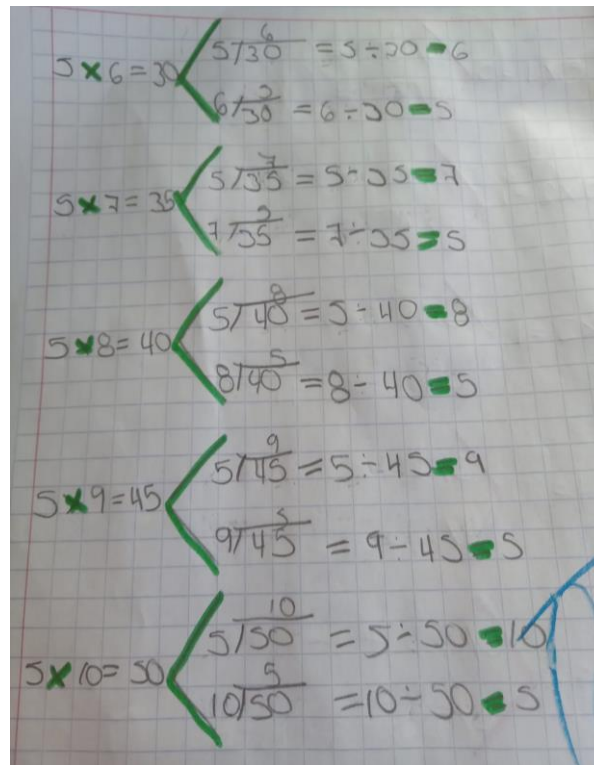 5 × 6 = 30
6
5/30 = 5 ÷ 30 = 6
5
6/30 = 6 ÷ 30 = 5
5 × 7 = 35
7
5/35 = 5 ÷ 35 = 7
5
7/35 = 7 ÷ 35 = 5
5 × 8 = 40
8
5/40 = 5 ÷ 40 = 8
5
8/40 = 8 ÷ 40 = 5
5 × 9 = 45
9
5/45 = 5 ÷ 45 = 9
5
9/45 = 9 ÷ 45 = 5
5 × 10 = 50
10
5/50 = 5 ÷ 50 = 10
5
10/50 = 10 ÷ 50 = 5